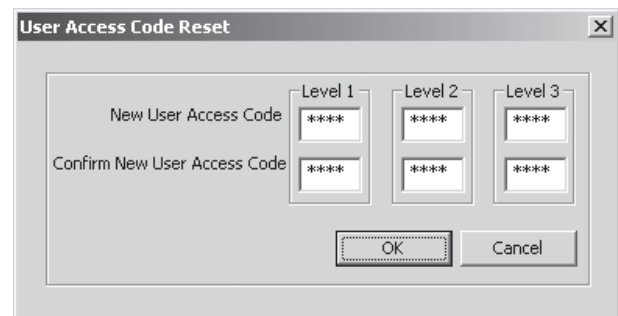 User Access Code Reset
Level 1 Level 2 Level 3
New User Access Code **** **** ****
Confirm New User Access Code **** **** ****
OK Cancel